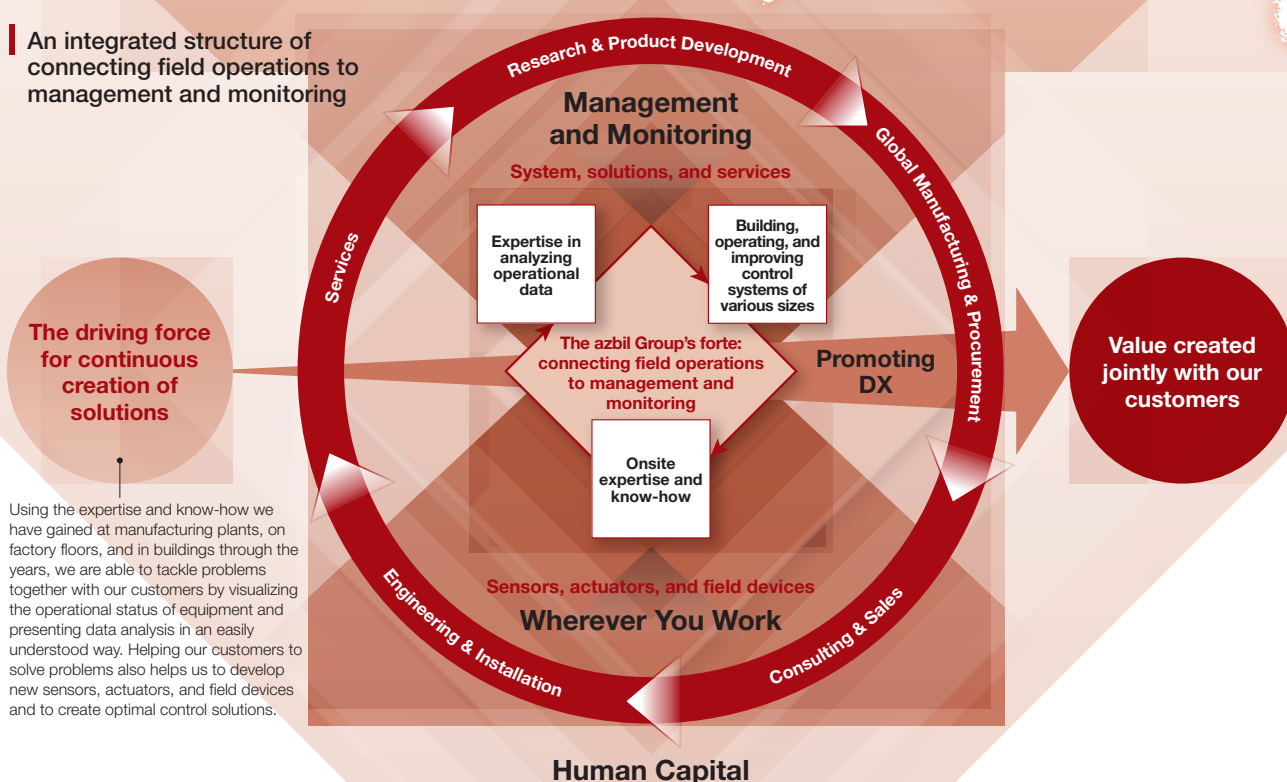 An integrated structure of
connecting field operations to
management and monitoring
Research & Product Development
Global Manufacturing & Procurement
Consulting & Sales
Engineering & Installation
Services
Management
and Monitoring
System, solutions, and services
Expertise in
analyzing
operational
data
Building,
operating, and
improving
control
systems of
various sizes
The azbil Group's forte:
connecting field operations
to management and
monitoring
Onsite
expertise and
know-how
Promoting
DX
Sensors, actuators, and field devices
Wherever You Work
The driving force
for continuous
creation of
solutions
Using the expertise and know-how we
have gained at manufacturing plants, on
factory floors, and in buildings through the
years, we are able to tackle problems
together with our customers by visualizing
the operational status of equipment and
presenting data analysis in an easily
understood way. Helping our customers to
solve problems also helps us to develop
new sensors, actuators, and field devices
and to create optimal control solutions.
Value created
jointly with our
customers
Human Capital